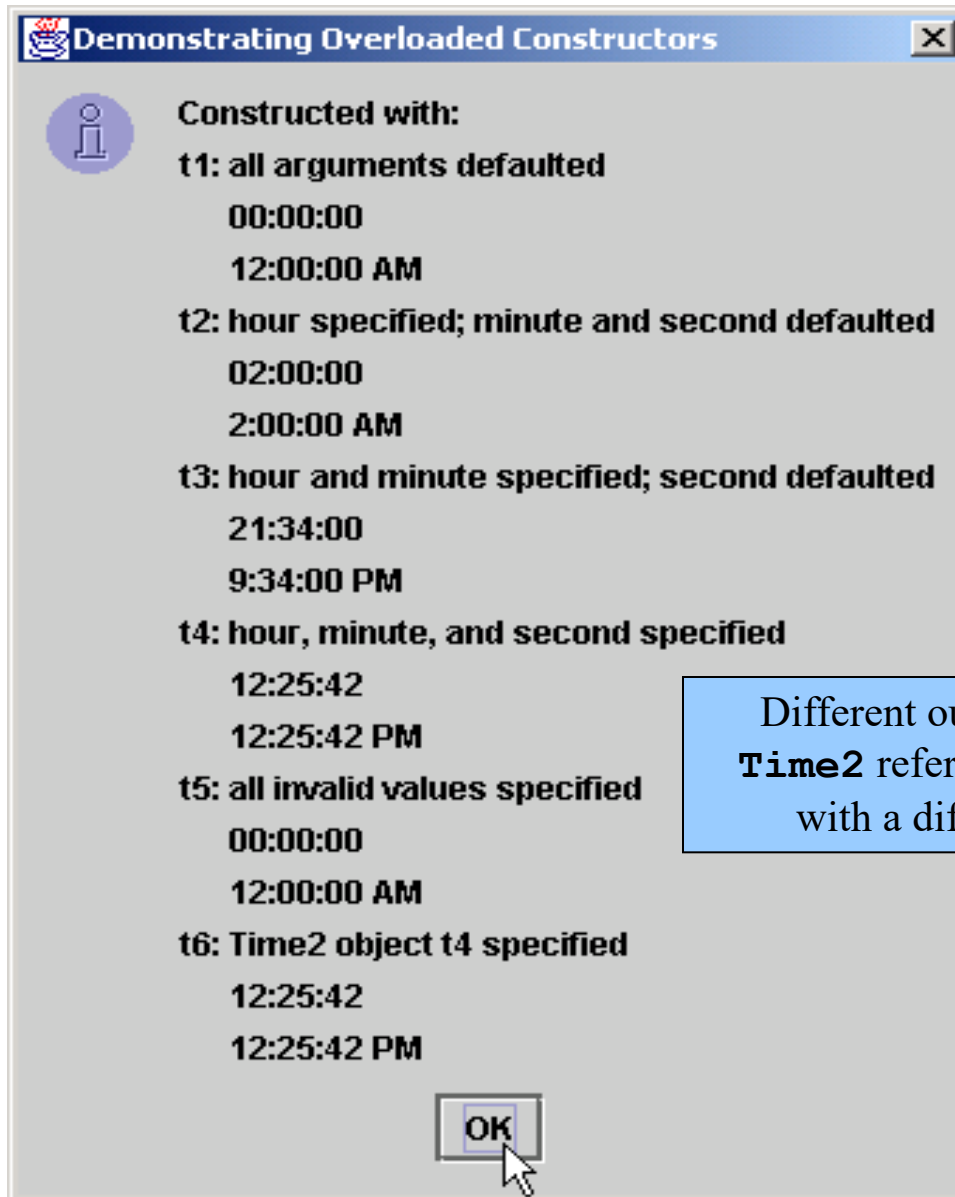 Demonstrating Overloaded Constructors
Constructed with:
t1: all arguments defaulted
00:00:00
12:00:00 AM
t2: hour specified; minute and second defaulted
02:00:00
2:00:00 AM
t3: hour and minute specified; second defaulted
21:34:00
9:34:00 PM
t4: hour, minute, and second specified
12:25:42
12:25:42 PM
t5: all invalid values specified
00:00:00
12:00:00 AM
t6: Time2 object t4 specified
12:25:42
12:25:42 PM
OK
Different
Time2
with a